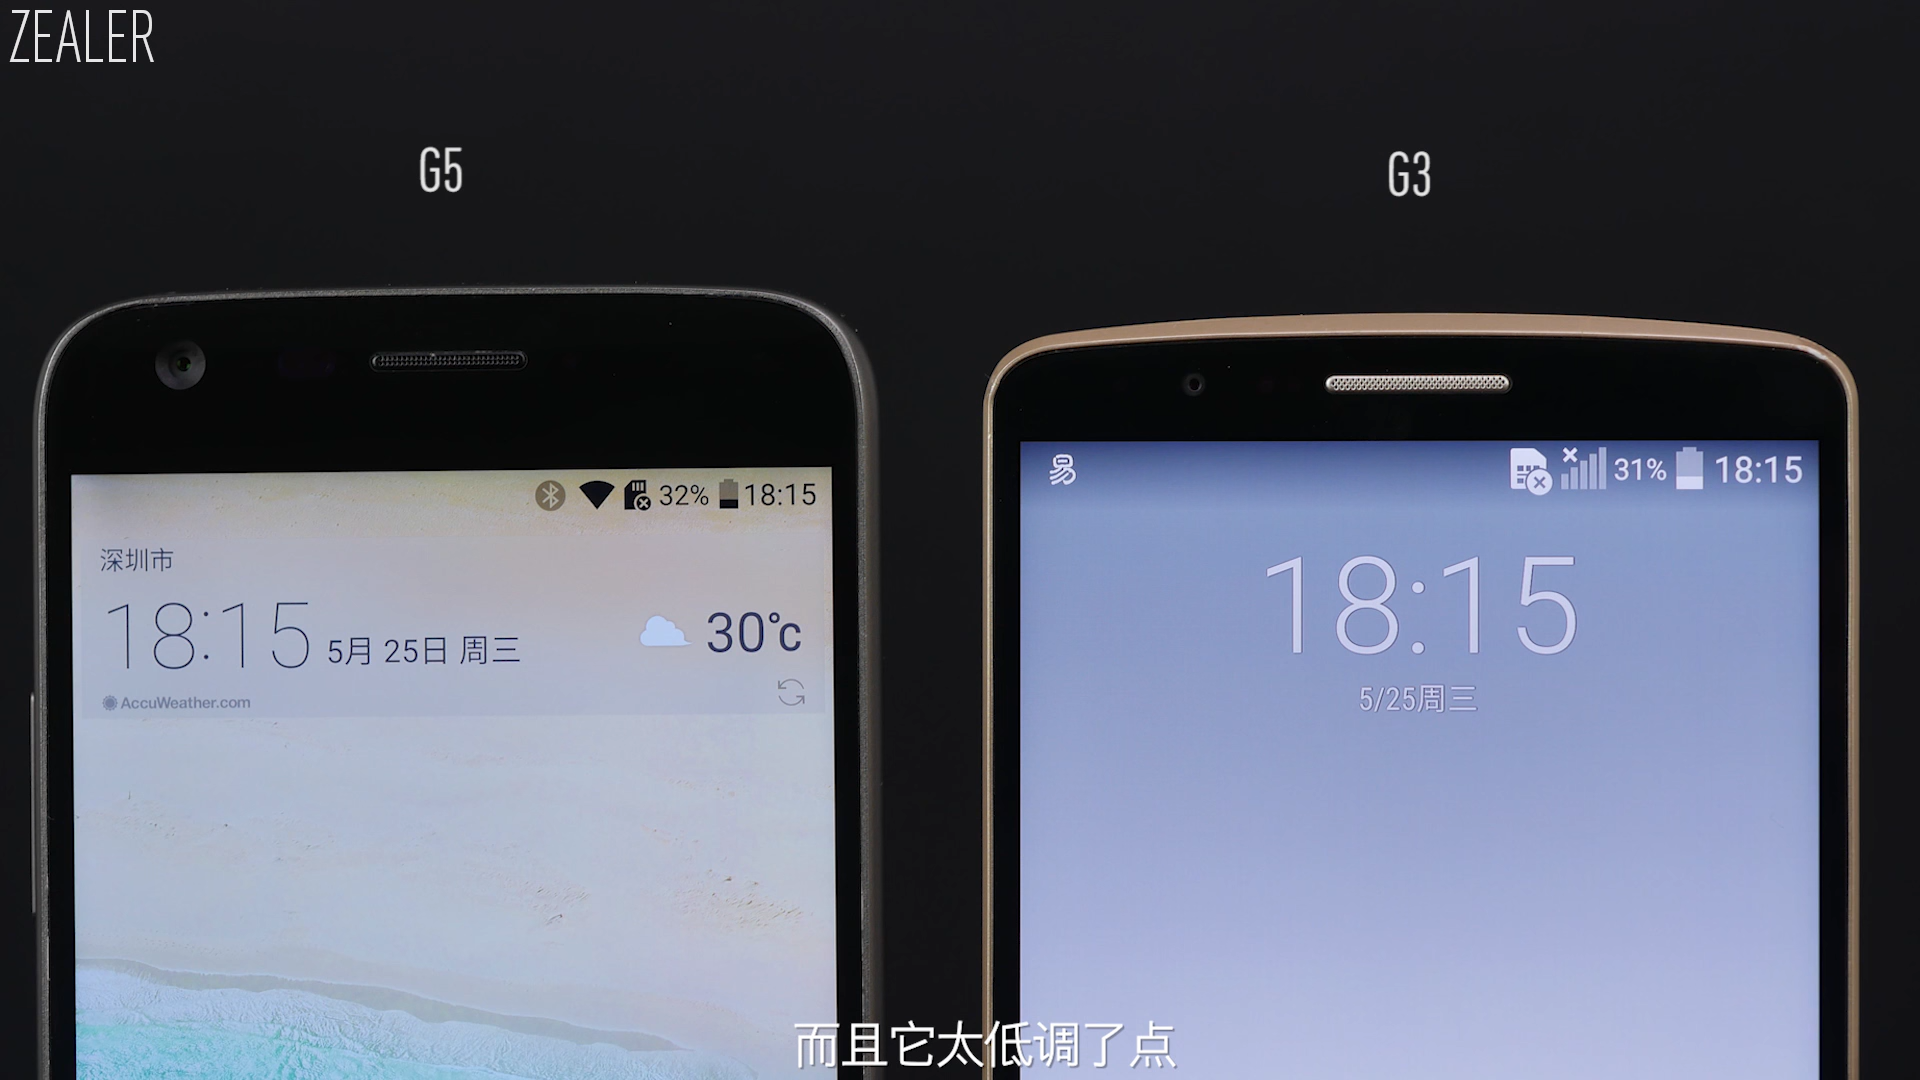 ZEALER
G5
G3
32% 18:15
深圳市
18:15 5月 25日 周三
30°c
AccuWeather.com
易
31% 18:15
18:15
5/25周三
而且它太低调了点